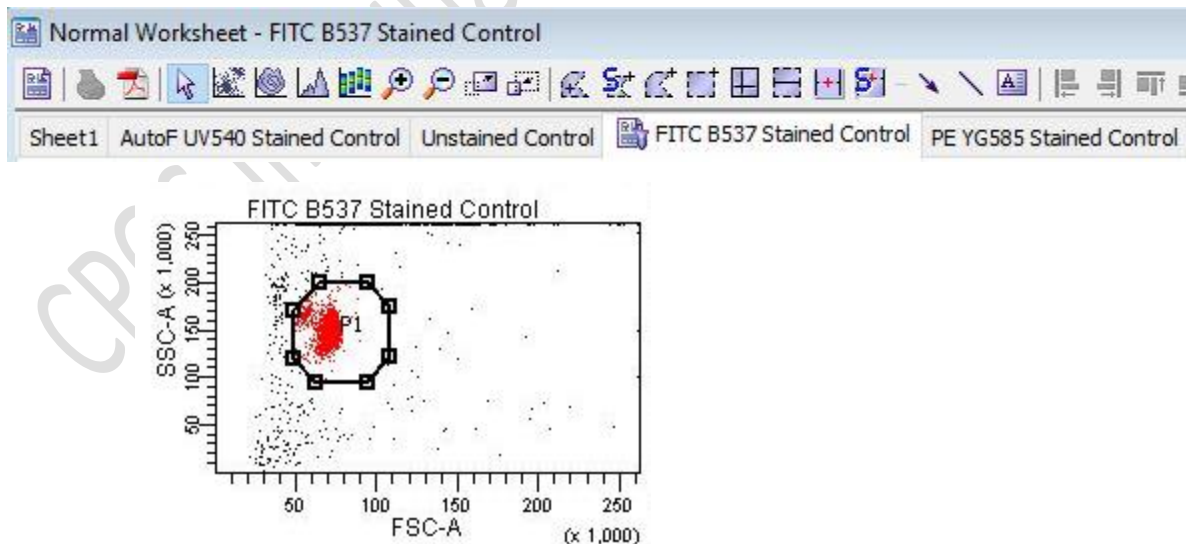 Normal Worksheet - FITC B537 Stained Control
Sheet1 AutoF UV540 Stained Control Unstained Control FITC B537 Stained Control PE YG585 Stained Control
FITC B537 Stained Control
SSC-A (x 1,000)
250
200
150
100
50
P1
50 100 150 200 250
FSC-A
(x 1,000)